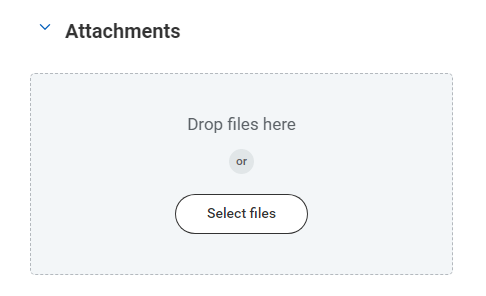 Attachments
Drop files here
or
Select files